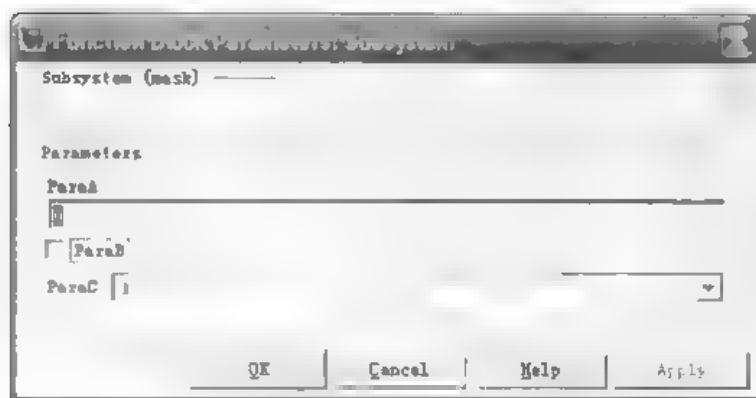 Subsystem (mask)
Parameters
ParaA
ParaB
ParaC
OK Cancel Help Apply